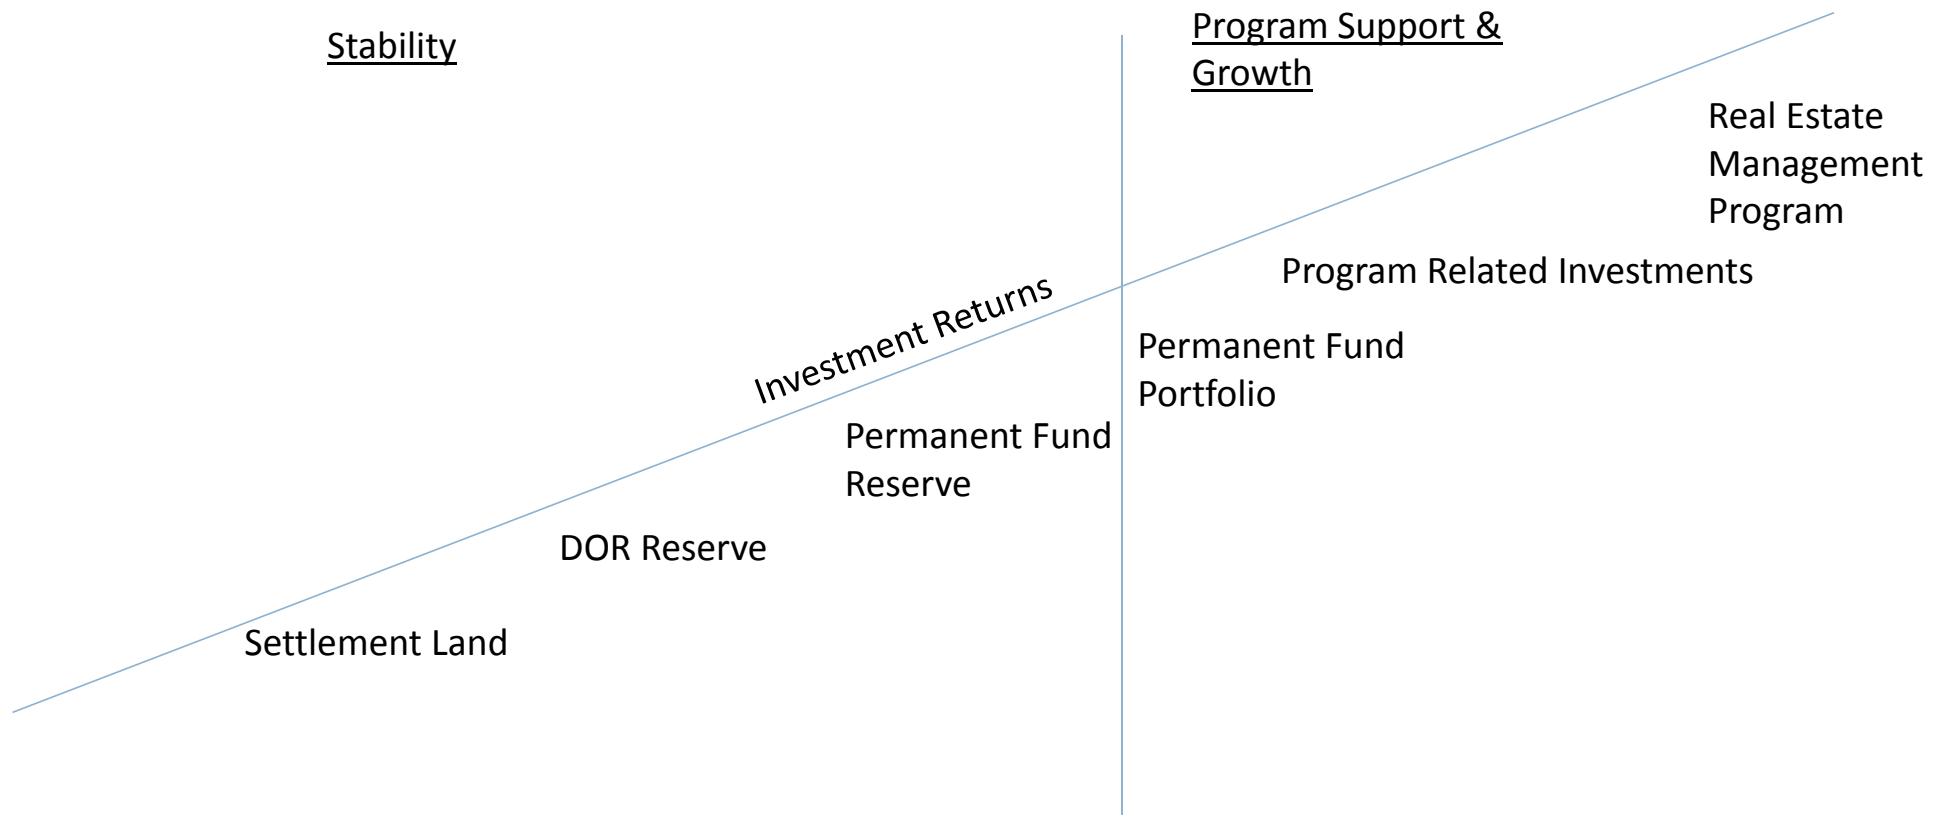 Stability
Program Support &
Growth
Real Estate
Management
Program
Program Related Investments
Investment Returns
Permanent Fund
Portfolio
Permanent Fund
Reserve
DOR Reserve
Settlement Land